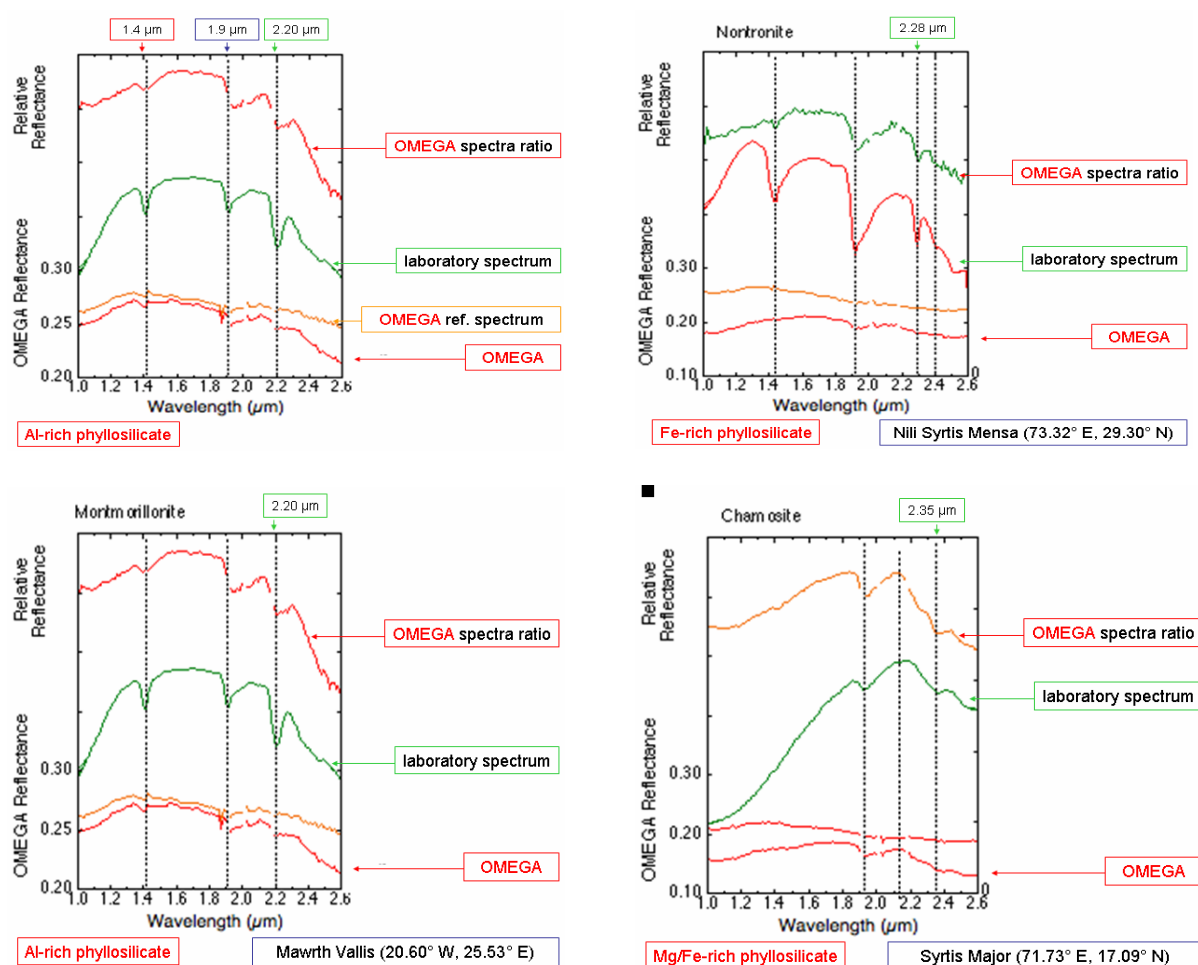 1.4 µm
1.9 µm
2.20 µm
Relative
Reflectance
OMEGA spectra ratio
laboratory spectrum
OMEGA Reflectance
0.30
0.25
0.20
OMEGA ref. spectrum
OMEGA
1.0 1.2 1.4 1.6 1.8 2.0 2.2 2.4 2.6
Wavelength (µm)
Al-rich phyllosilicate
Nontronite
2.28 µm
Relative
Reflectance
OMEGA spectra ratio
laboratory spectrum
OMEGA Reflectance
0.30
0.20
0.10
OMEGA
0
1.0 1.2 1.4 1.6 1.8 2.0 2.2 2.4 2.6
Wavelength (µm)
Fe-rich phyllosilicate
Nili Syrtis Mensa (73.32° E, 29.30° N)
Montmorillonite
2.20 µm
Relative
Reflectance
OMEGA spectra ratio
laboratory spectrum
OMEGA Reflectance
0.30
0.25
0.20
OMEGA
1.0 1.2 1.4 1.6 1.8 2.0 2.2 2.4 2.6
Wavelength (µm)
Al-rich phyllosilicate
Mawrth Vallis (20.60° W, 25.53° E)
Chamosite
2.35 µm
Relative
Reflectance
OMEGA spectra ratio
laboratory spectrum
OMEGA Reflectance
0.30
0.20
0.10
OMEGA
0
1.0 1.2 1.4 1.6 1.8 2.0 2.2 2.4 2.6
Wavelength (µm)
Mg/Fe-rich phyllosilicate
Syrtis Major (71.73° E, 17.09° N)